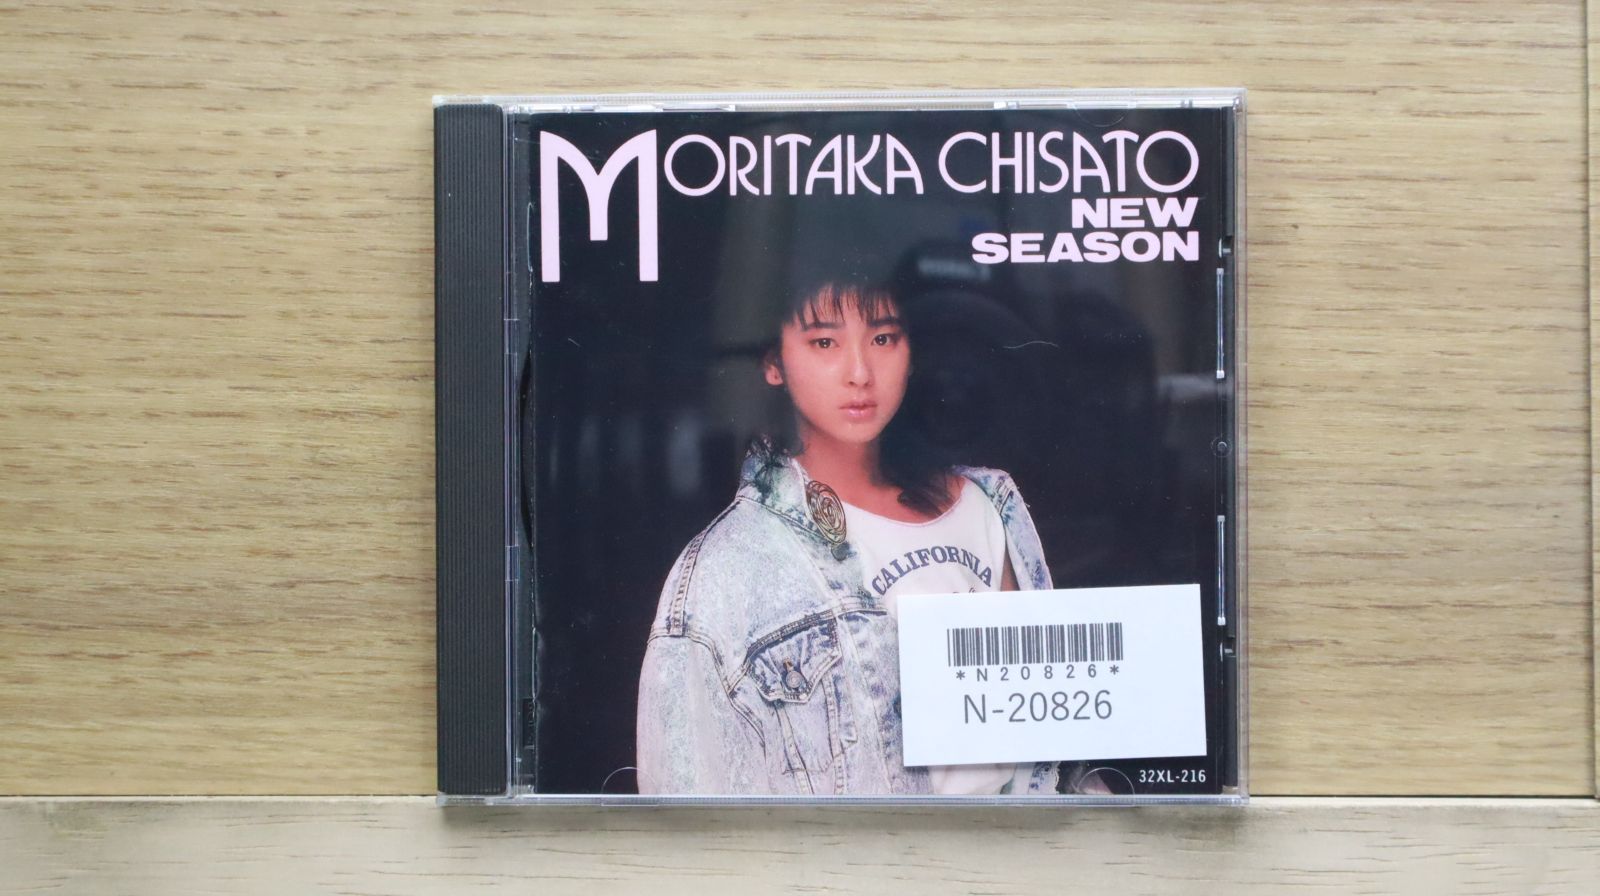 MORITAKA CHISATO
NEW
SEASON
CALIFORNIA
*N20826*
N-20826
32XL-216